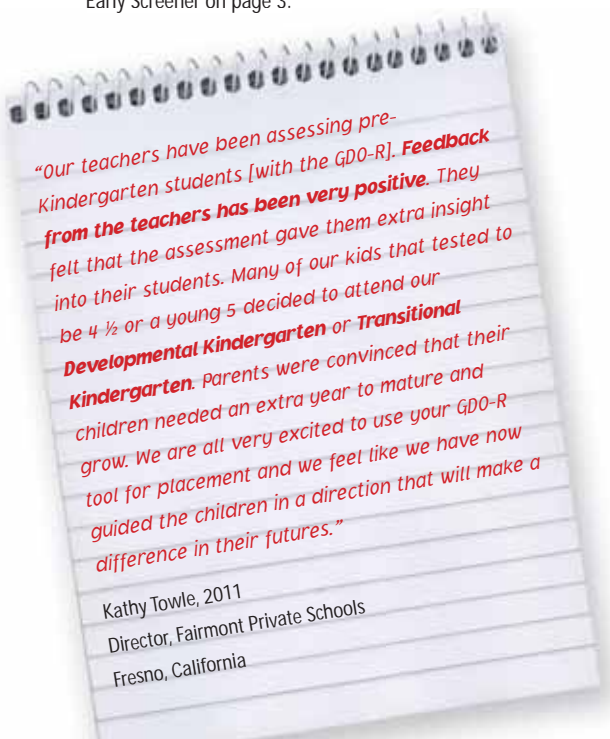 Early Screener on page 3.
“Our teachers have been assessing pre-
Kindergarten students [with the GDO-R]. Feedback
from the teachers has been very positive. They
felt that the assessment gave them extra insight
into their students. Many of our kids that tested to
be 4 ½ or a young 5 decided to attend our
Developmental Kindergarten or Transitional
Kindergarten. Parents were convinced that their
children needed an extra year to mature and
grow. We are all very excited to use your GDO-R
tool for placement and we feel like we have now
guided the children in a direction that will make a
difference in their futures.”
Kathy Towle, 2011
Director, Fairmont Private Schools
Fresno, California